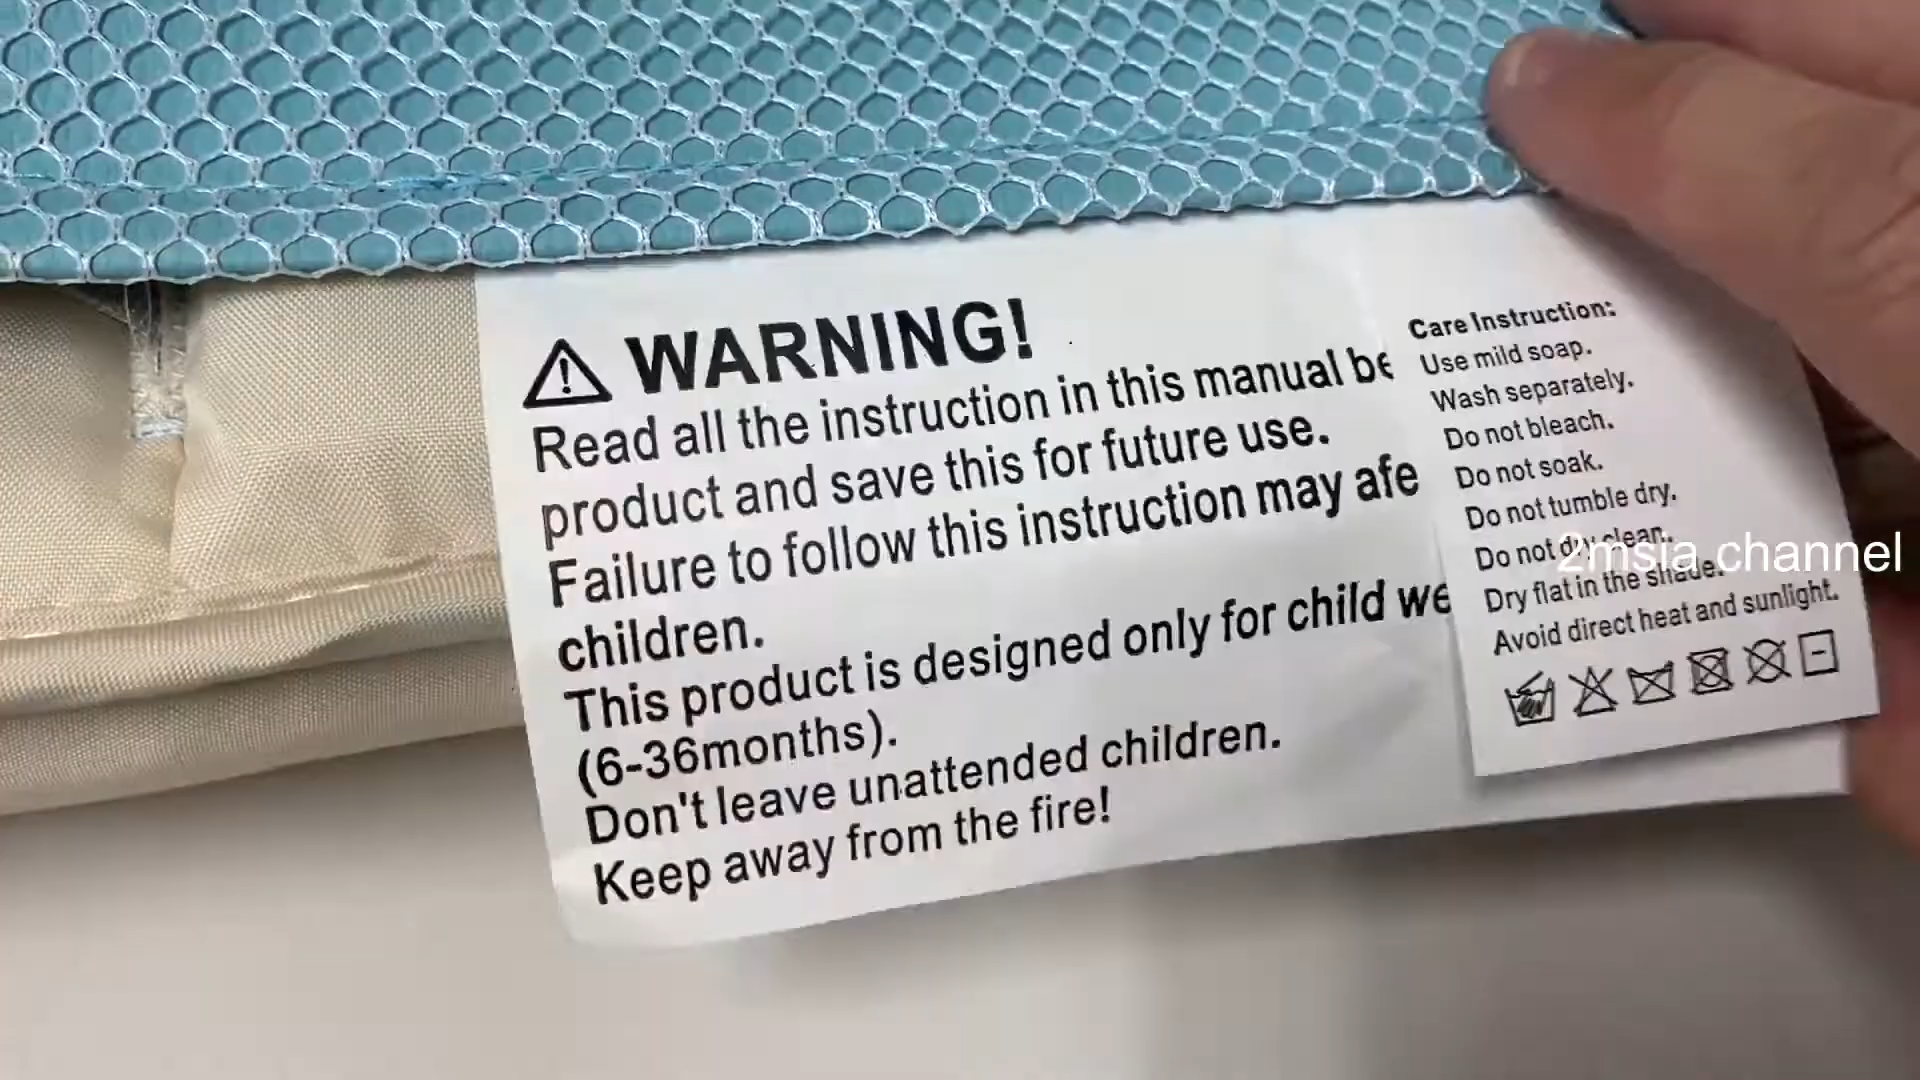 WARNING!
Read all the instruction in this manual be
product and save this for future use.
Failure to follow this instruction may afe
children.
This product is designed only for child we
(6-36months).
Don't leave unattended children.
Keep away from the fire!
Care Instruction:
Use mild soap.
Wash separately.
Do not bleach.
Do not soak.
Do not tumble dry.
Do not dry clean.
Dry flat in the shade.
Avoid direct heat and sunlight.
2msia channel